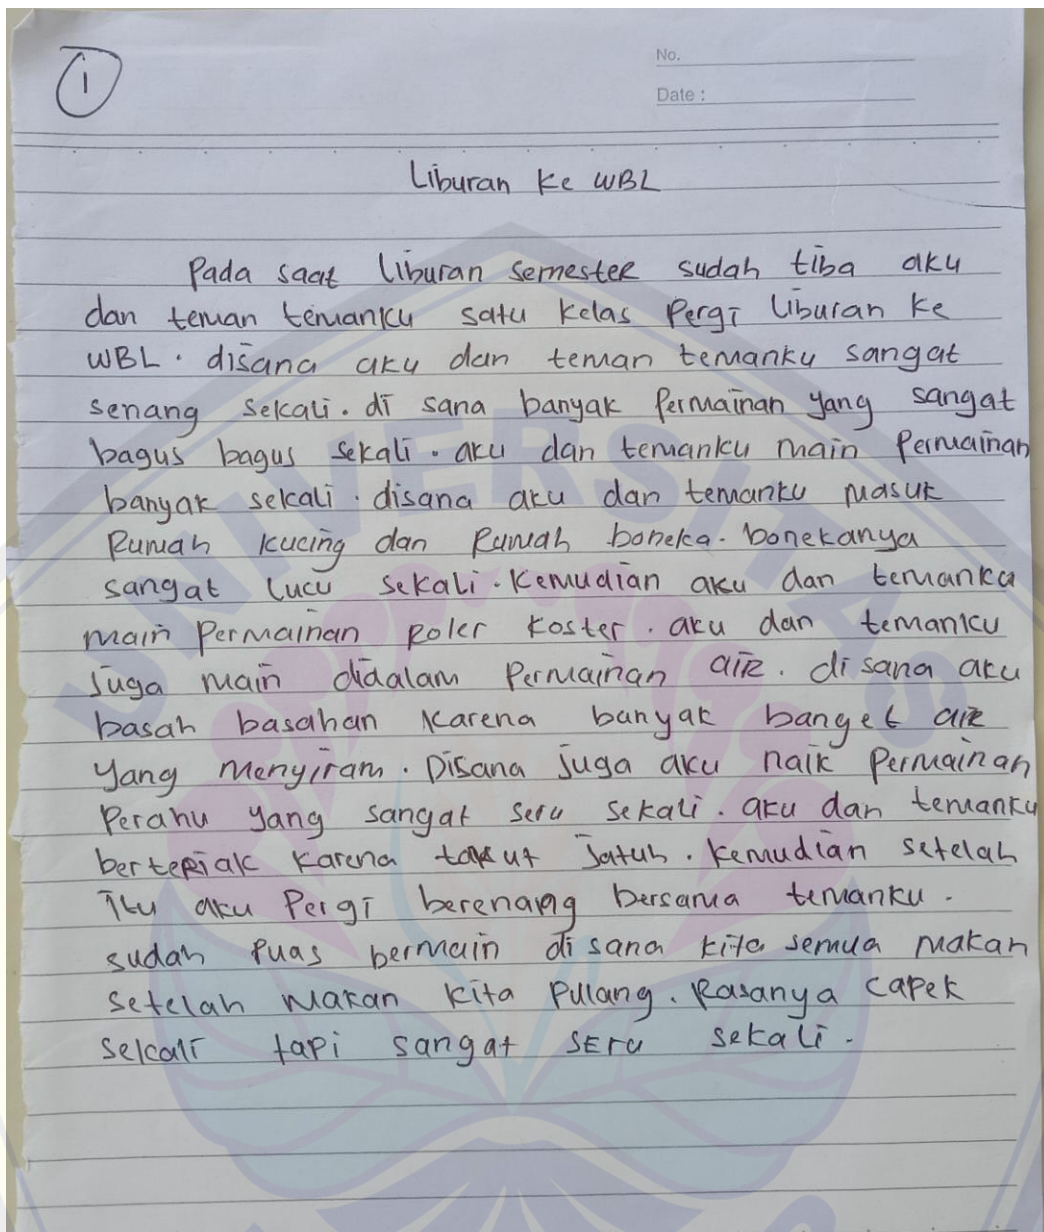 1
No.
Date :
Liburan ke WBL
Pada saat liburan semester sudah tiba aku
dan teman temanku satu kelas pergi liburan ke
WBL. disana aku dan teman temanku sangat
senang sekali. di sana banyak permainan yang sangat
bagus bagus sekali. aku dan temanku main permainan
banyak sekali. disana aku dan temanku masuk
Rumah kucing dan Rumah boneka. bonekanya
sangat lucu sekali. kemudian aku dan temanku
main permainan Roler koster. aku dan temanku
juga main didalam permainan air. di sana aku
basah basahan karena banyak banget air
yang menyiram. Disana juga aku naik permainan
perahu yang sangat seru sekali. aku dan temanku
berteriak karena takut jatuh. kemudian setelah
itu aku pergi berenang bersama temanku.
sudah puas bermain di sana kita semua makan
setelah makan kita pulang. Rasanya capek
sekali tapi sangat seru sekali.
UNIVERSITAS